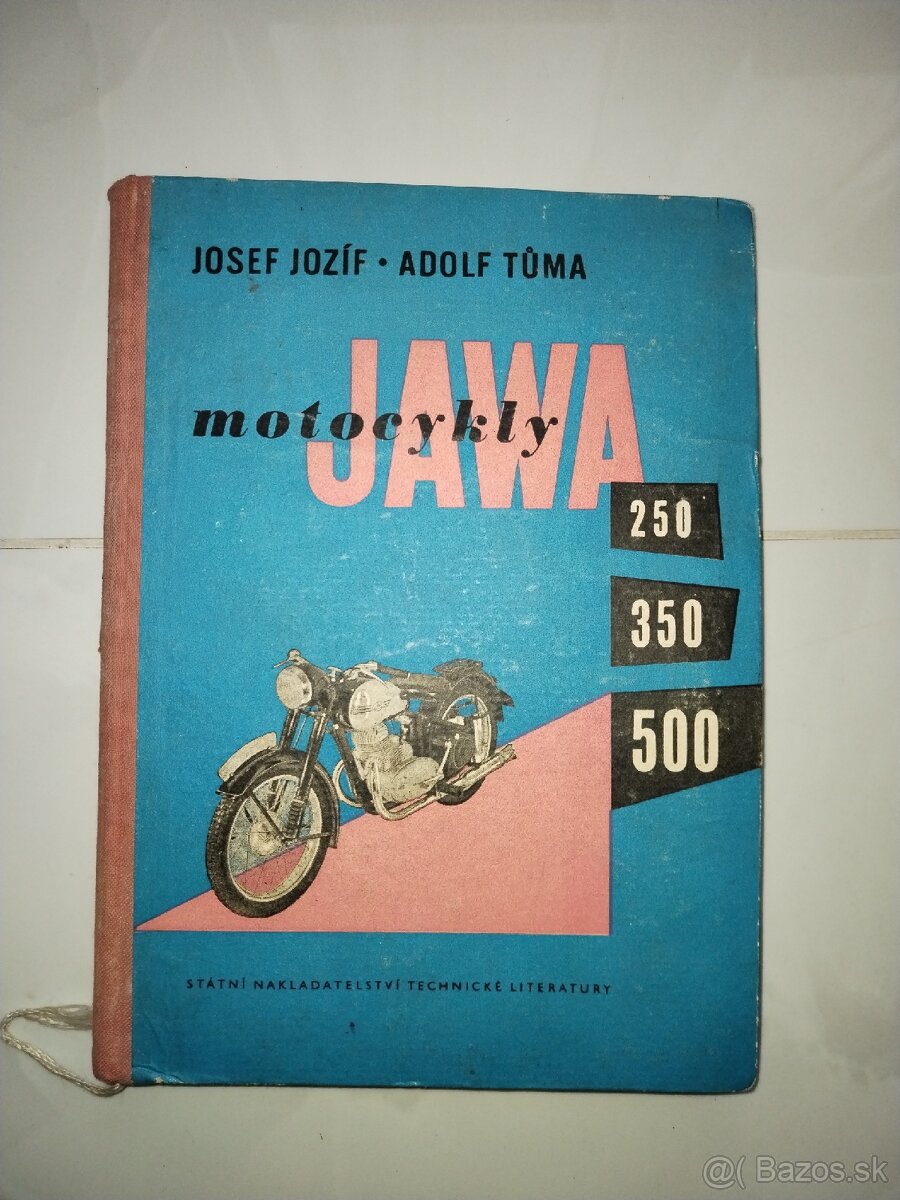 JOSEF JOZÍF • ADOLF TŮMA
JAWA
motocykly
250
350
500
STÁTNÍ NAKLADATELSTVÍ TECHNICKÉ LITERATURY
@( Bazos.sk